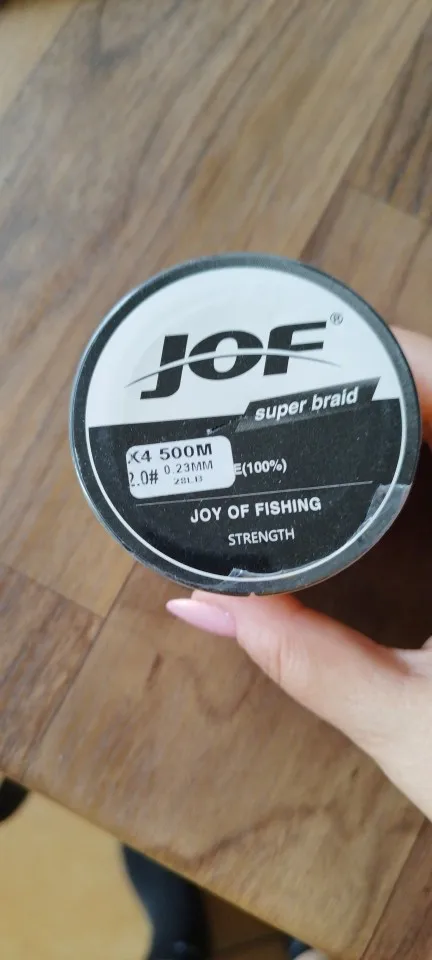 JOF®
super braid
X4 500M
2.0# 0.23MM
28LB
E(100%)
JOY OF FISHING
STRENGTH